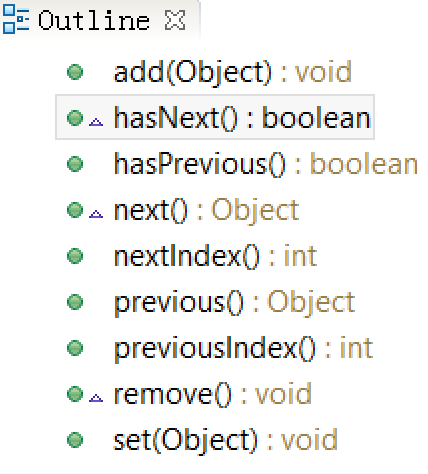 Outline
add(Object) : void
hasNext() : boolean
hasPrevious() : boolean
next() : Object
nextIndex() : int
previous() : Object
previousIndex() : int
remove() : void
set(Object) : void